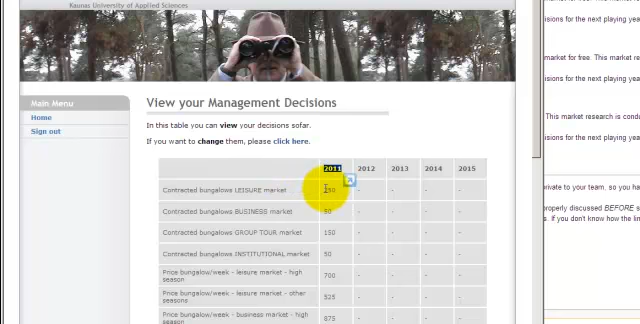 Kaunas University of Applied Sciences
Main Menu
Home
Sign out
View your Management Decisions
In this table you can view your decisions sofar.
If you want to change them, please click here.
2011 2012 2013 2014 2015
Contracted bungalows LEISURE market - - - -
Contracted bungalows BUSINESS market 50 - - - -
Contracted bungalows GROUP TOUR market 150 - - - -
Contracted bungalows INSTITUTIONAL market 50 - - - -
Price bungalow/week - leisure market - high season 700 - - - -
Price bungalow/week - leisure market - other seasons 525 - - - -
Price bungalow/week - business market - high season 875 - - - -
isions for the next playing year
market for free. This market re
isions for the next playing yea
This market research is condu
isions for the next playing yea
rivate to your team, so you ha
roperly discussed BEFORE s
s. If you don't know how the lin